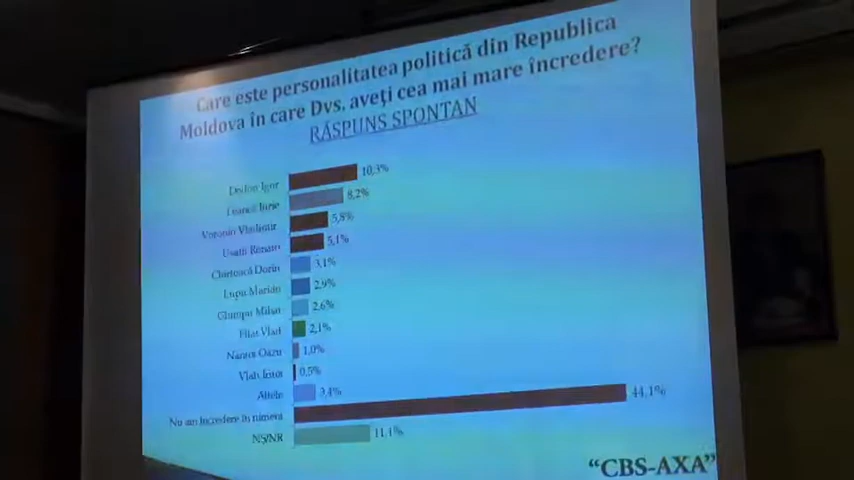 Care este personalitatea politică din Republica
Moldova în care Dvs. aveţi cea mai mare încredere?
RĂSPUNS SPONTAN
Dodon Igor 10,3%
Leancă Iurie 8,2%
Voronin Vladimir 5,8%
Usatîi Renato 5,1%
Chirtoacă Dorin 3,1%
Lupu Marian 2,9%
Ghimpu Mihai 2,6%
Filat Vlad 2,1%
Nantoi Oazu 1,0%
Vlah Irina 0,5%
Altele 3,4%
Nu am încredere în nimeni 44,1%
NS/NR 11,1%
“CBS-AXA”